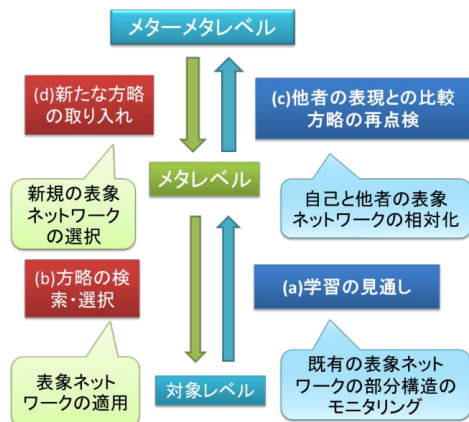 メターメタレベル
(d)新たな方略
の取り入れ
(c)他者の表現との比較
方略の再点検
新規の表象
ネットワーク
の選択
メタレベル
自己と他者の表象
ネットワークの相対化
(b)方略の検
索・選択
(a)学習の見通し
表象ネット
ワークの適用
対象レベル
既有の表象ネット
ワークの部分構造の
モニタリング